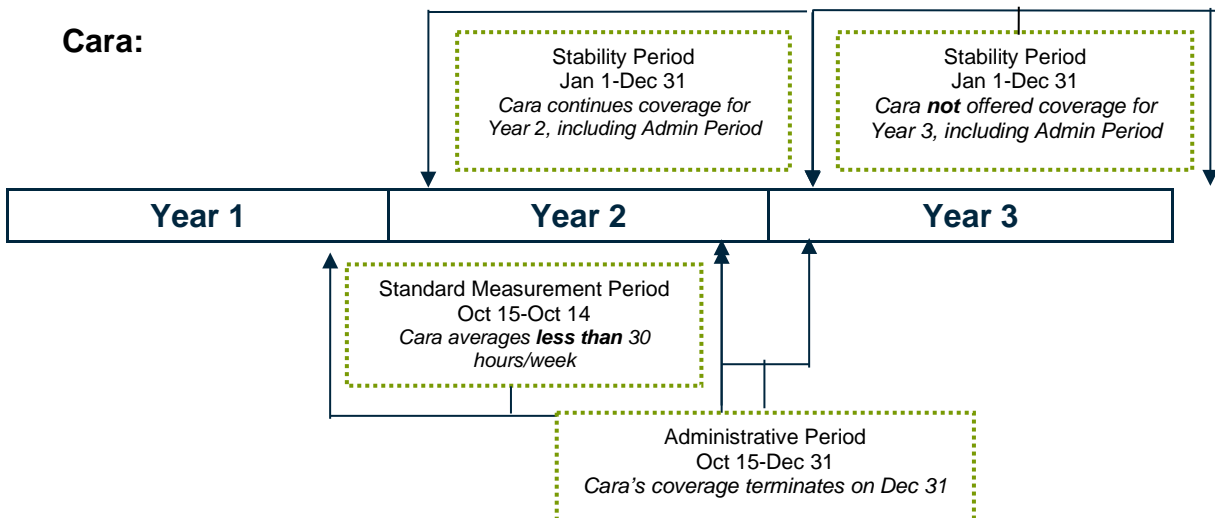 Cara:
Stability Period
Jan 1-Dec 31
Cara continues coverage for
Year 2, including Admin Period
Stability Period
Jan 1-Dec 31
Cara not offered coverage for
Year 3, including Admin Period
Year 1
Year 2
Year 3
Standard Measurement Period
Oct 15-Oct 14
Cara averages less than 30
hours/week
Administrative Period
Oct 15-Dec 31
Cara's coverage terminates on Dec 31